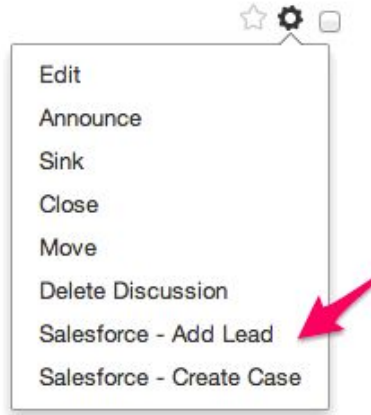 Edit
Announce
Sink
Close
Move
Delete Discussion
Salesforce - Add Lead
Salesforce - Create Case